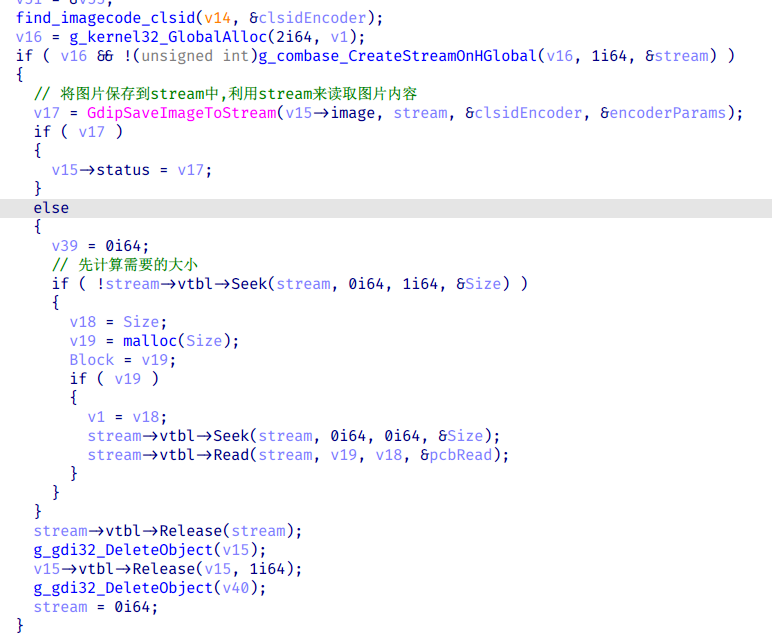 find_imagecode_clsid(v14, &clsidEncoder);
v16 = g_kernel32_GlobalAlloc(2i64, v1);
if ( v16 && !(unsigned int)g_combase_CreateStreamOnHGlobal(v16, 1i64, &stream) )
{
// 将图片保存到stream中,利用stream来读取图片内容
v17 = GdipSaveImageToStream(v15->image, stream, &clsidEncoder, &encoderParams);
if ( v17 )
{
v15->status = v17;
}
else
{
v39 = 0i64;
// 先计算需要的大小
if ( !stream->vtbl->Seek(stream, 0i64, 1i64, &Size) )
{
v18 = Size;
v19 = malloc(Size);
Block = v19;
if ( v19 )
{
v1 = v18;
stream->vtbl->Seek(stream, 0i64, 0i64, &Size);
stream->vtbl->Read(stream, v19, v18, &pcbRead);
}
}
}
stream->vtbl->Release(stream);
g_gdi32_DeleteObject(v15);
v15->vtbl->Release(v15, 1i64);
g_gdi32_DeleteObject(v40);
stream = 0i64;
}